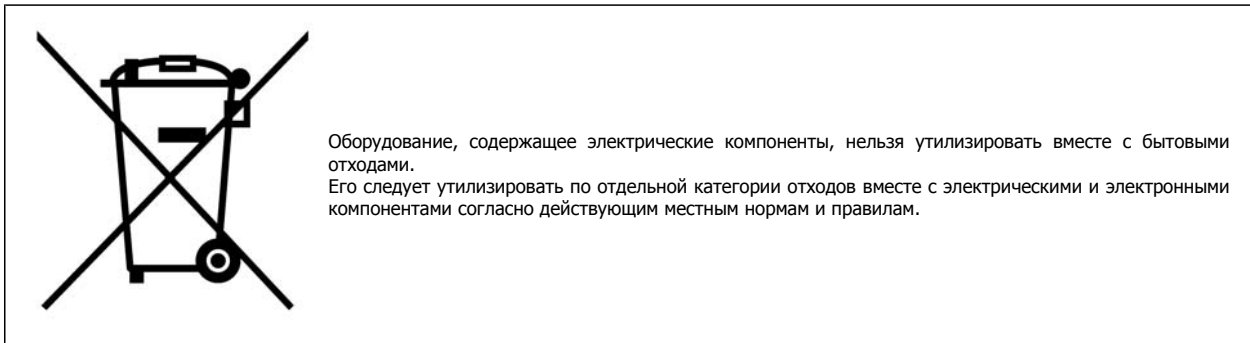 Оборудование, содержащее электрические компоненты, нельзя утилизировать вместе с бытовыми
отходами.
Его следует утилизировать по отдельной категории отходов вместе с электрическими и электронными
компонентами согласно действующим местным нормам и правилам.